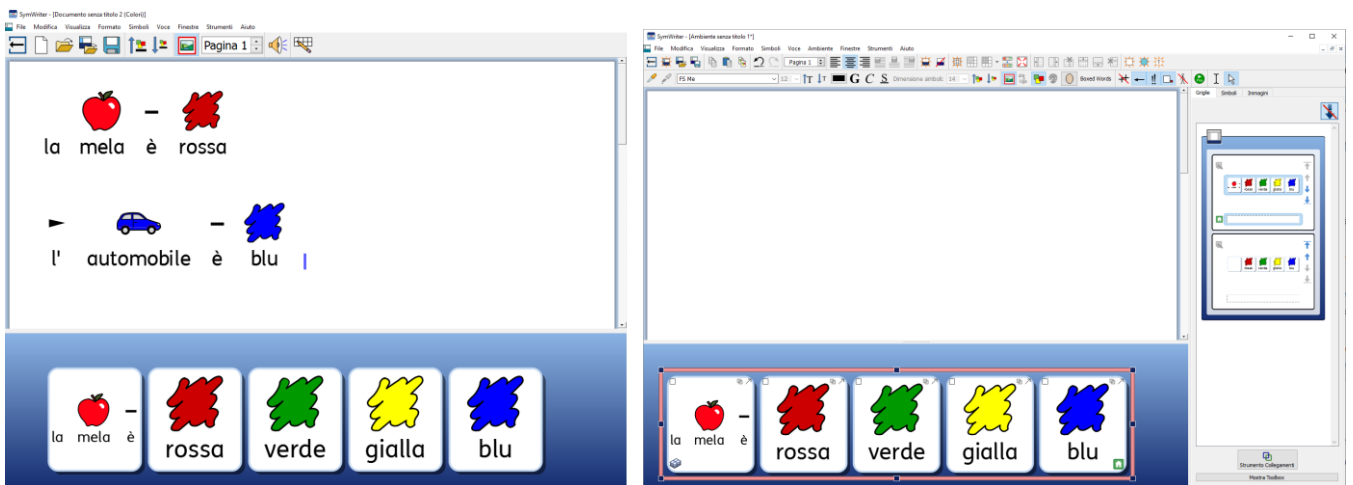 SymWriter - [Documento senza titolo 2 (Colori)]
File Modifica Visualizza Formato Simboli Voce Finestre Strumenti Aiuto
Pagina 1
la mela è rossa
l' automobile è blu
la mela è
rossa
verde
gialla
blu
SymWriter - [Ambiente senza titolo 1*]
File Modifica Visualizza Formato Simboli Voce Ambiente Finestre Strumenti Aiuto
Pagina 1
FS Me 12 G C S Dimensione simboli: 14 Boxed Words
Griglie Simboli Immagini
la mela è
rossa
verde
gialla
blu
Strumento Collegamenti
Mostra Toolbox